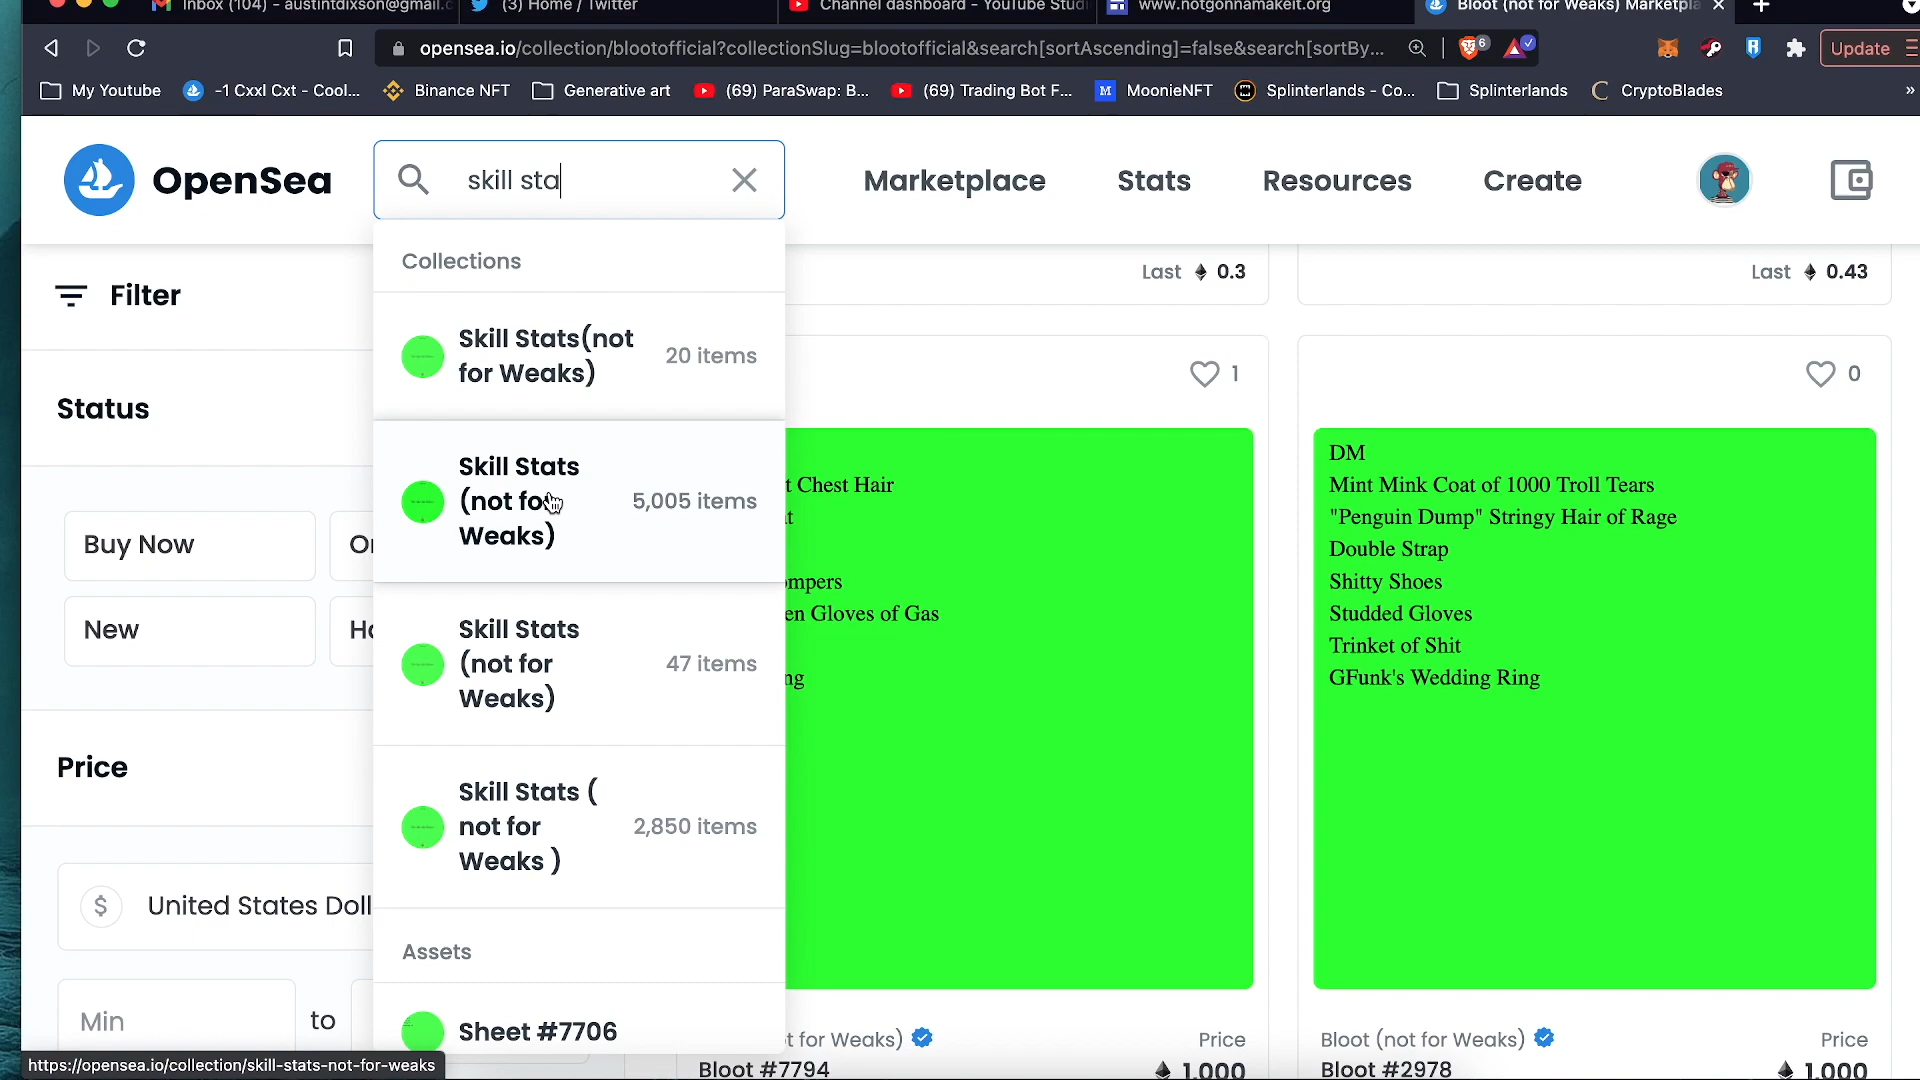 Inbox (104) - austintdixson@gmail.c
(3) Home / Twitter
Channel dashboard - YouTube Studi
www.notgonnamakeit.org
Bloot (not for Weaks) Marketpla
opensea.io/collection/blootofficial?collectionSlug=blootofficial&search[sortAscending]=false&search[sortBy...
6
Update
My Youtube
-1 Cxxl Cxt - Cool...
Binance NFT
Generative art
(69) ParaSwap: B...
(69) Trading Bot F...
M MoonieNFT
Splinterlands - Co...
Splinterlands
CryptoBlades
»
OpenSea
skill sta
Marketplace
Stats
Resources
Create
Filter
Status
Buy Now
New
Price
$ United States Doll
Min
to
Collections
Skill Stats(not
for Weaks)
20 items
Skill Stats
(not for
Weaks)
5,005 items
Skill Stats
(not for
Weaks)
47 items
Skill Stats (
not for
Weaks )
2,850 items
Assets
Sheet #7706
Last 0.3
1
t Chest Hair
ompers
en Gloves of Gas
ng
t for Weaks)
Price
Bloot #7794
1.000
Last 0.43
0
DM
Mint Mink Coat of 1000 Troll Tears
"Penguin Dump" Stringy Hair of Rage
Double Strap
Shitty Shoes
Studded Gloves
Trinket of Shit
GFunk's Wedding Ring
Bloot (not for Weaks)
Price
Bloot #2978
1.000
https://opensea.io/collection/skill-stats-not-for-weaks